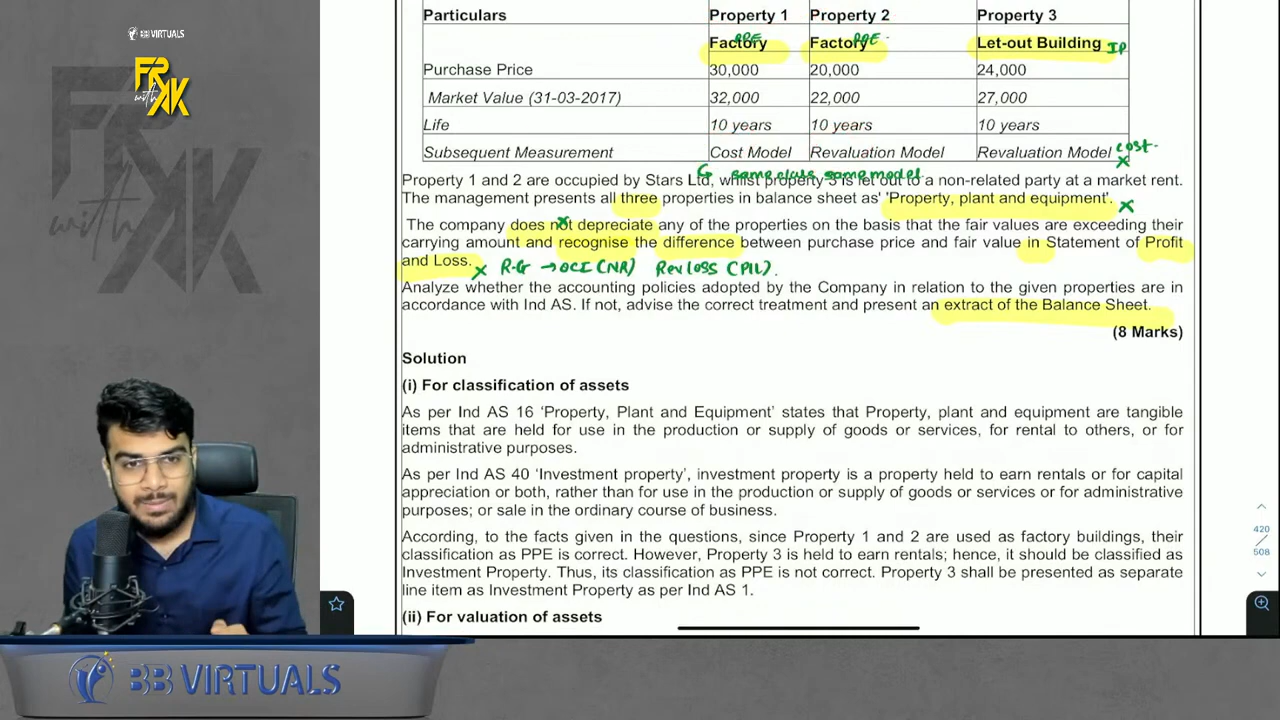 BB VIRTUALS
FR
with AK
Particulars Property 1 Property 2 Property 3
PPE PPE
Factory Factory Let-out Building IP
Purchase Price 30,000 20,000 24,000
Market Value (31-03-2017) 32,000 22,000 27,000
Life 10 years 10 years 10 years
Subsequent Measurement Cost Model Revaluation Model Revaluation Model cost.
same class same model
Property 1 and 2 are occupied by Stars Ltd, whilst property 3 is let out to a non-related party at a market rent.
The management presents all three properties in balance sheet as' 'Property, plant and equipment'.
The company does not depreciate any of the properties on the basis that the fair values are exceeding their
carrying amount and recognise the difference between purchase price and fair value in Statement of Profit
and Loss. x R.G → OCI (NR) Rev loss (P|L).
Analyze whether the accounting policies adopted by the Company in relation to the given properties are in
accordance with Ind AS. If not, advise the correct treatment and present an extract of the Balance Sheet.
(8 Marks)
Solution
(i) For classification of assets
As per Ind AS 16 'Property, Plant and Equipment' states that Property, plant and equipment are tangible
items that are held for use in the production or supply of goods or services, for rental to others, or for
administrative purposes.
As per Ind AS 40 'Investment property', investment property is a property held to earn rentals or for capital
appreciation or both, rather than for use in the production or supply of goods or services or for administrative
purposes; or sale in the ordinary course of business.
According, to the facts given in the questions, since Property 1 and 2 are used as factory buildings, their
classification as PPE is correct. However, Property 3 is held to earn rentals; hence, it should be classified as
Investment Property. Thus, its classification as PPE is not correct. Property 3 shall be presented as separate
line item as Investment Property as per Ind AS 1.
(ii) For valuation of assets
420
508
BB VIRTUALS